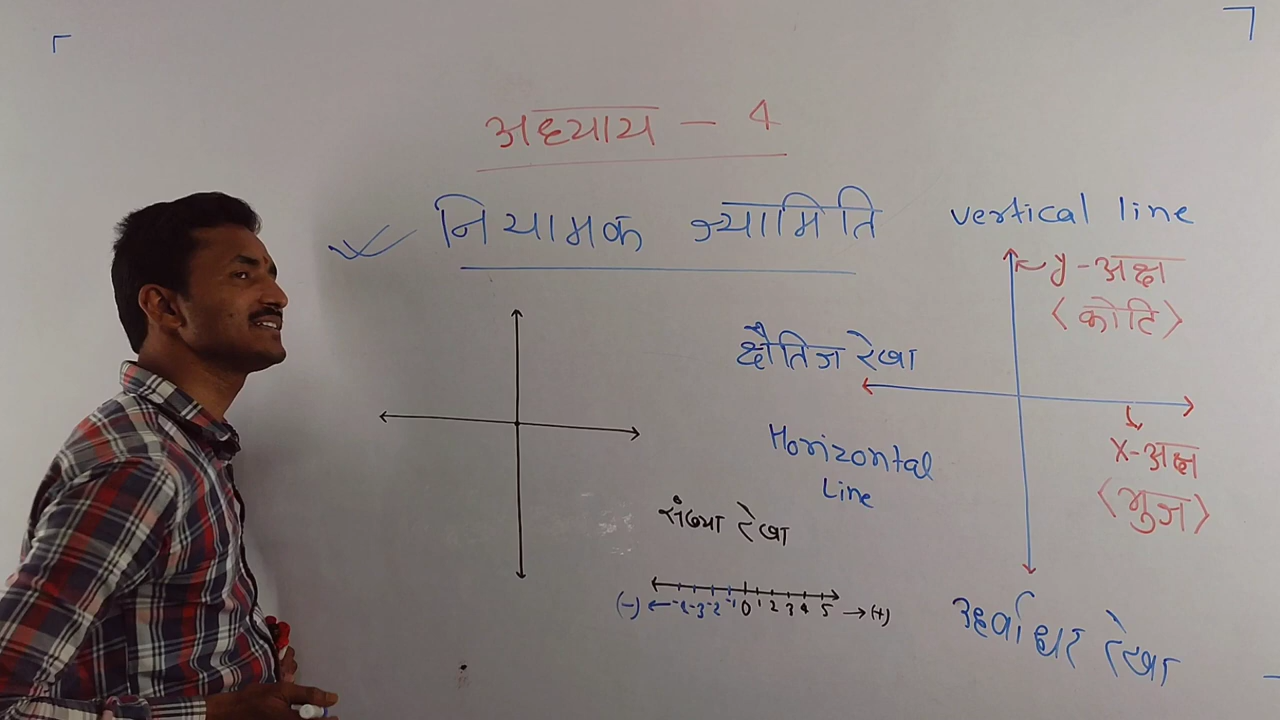 अध्याय - 4
नियामक ज्यामिति
vertical line
y-अक्ष
(कोटि)
क्षैतिज रेखा
Horizontal
Line
x-अक्ष
(भुज)
संख्या रेखा
(-) ← -4 -3 -2 -1 0 1 2 3 4 5 → (+)
उर्ध्वाधर रेखा